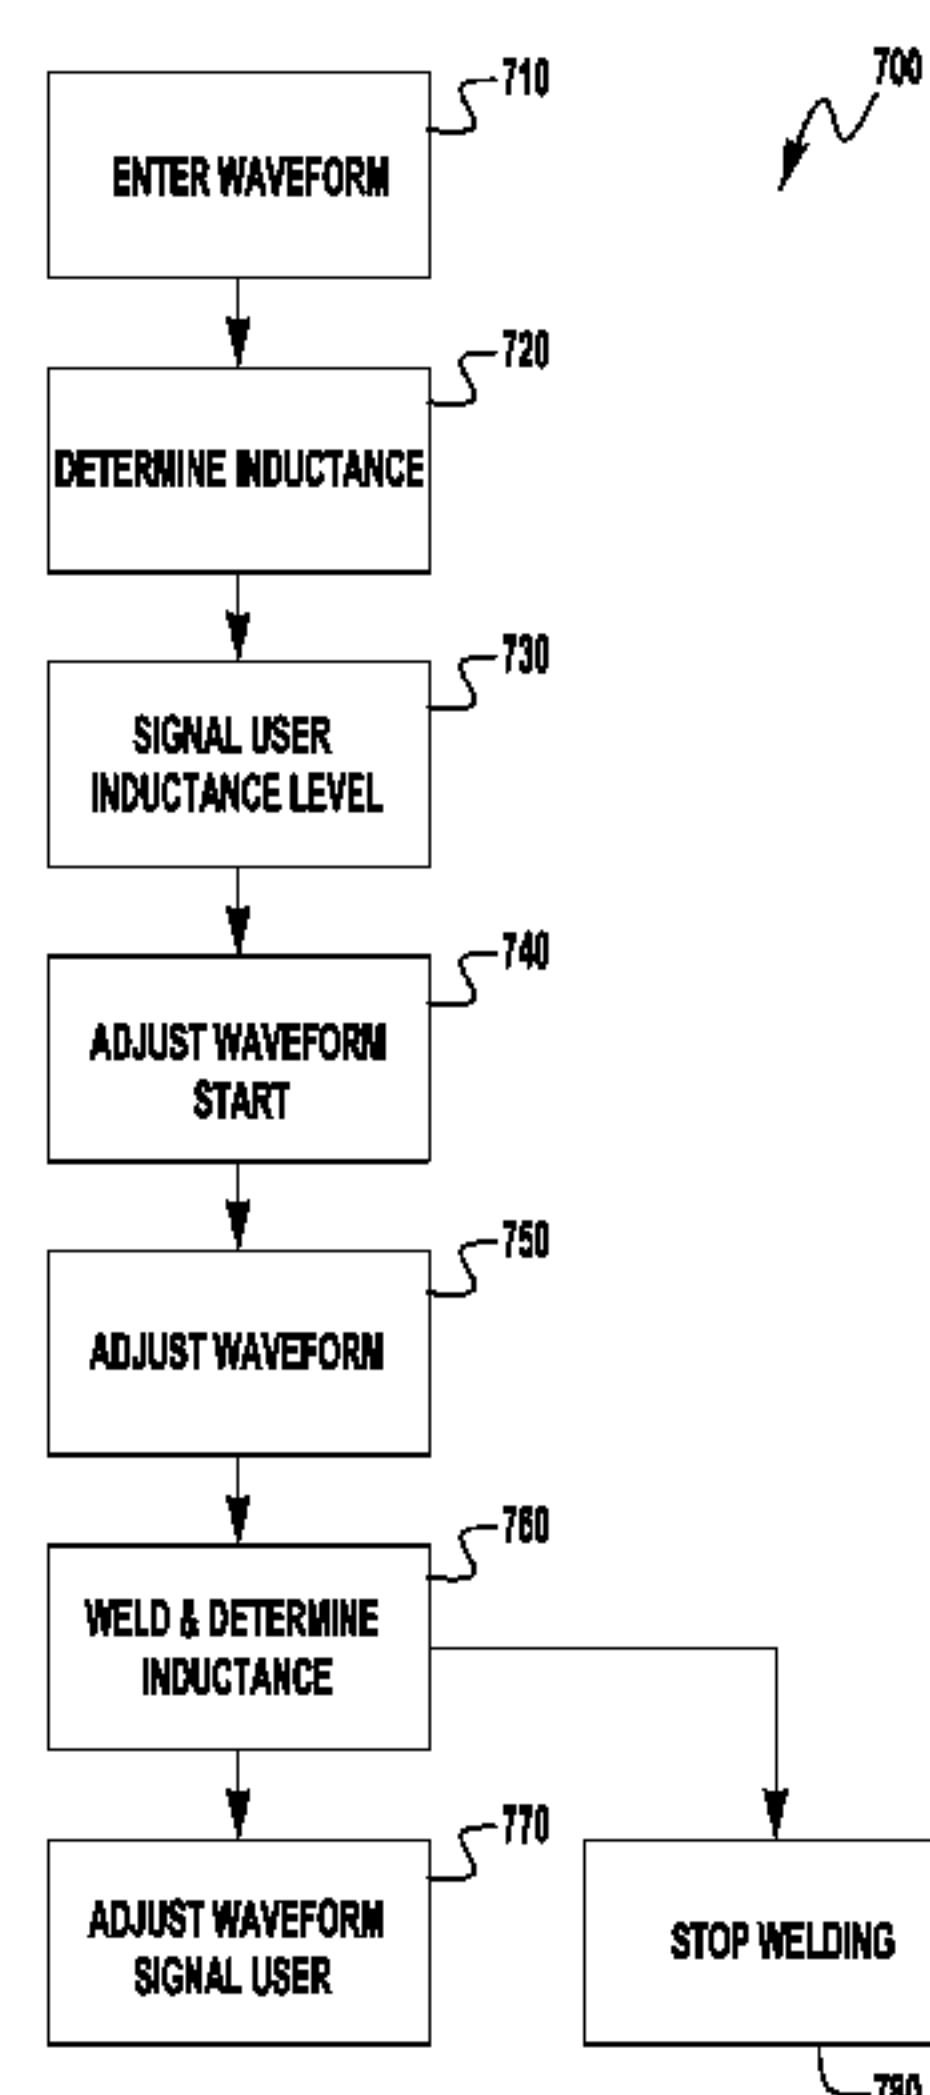 700
710
ENTER WAVEFORM
720
DETERMINE INDUCTANCE
730
SIGNAL USER
INDUCTANCE LEVEL
740
ADJUST WAVEFORM
START
750
ADJUST WAVEFORM
760
WELD & DETERMINE
INDUCTANCE
770
ADJUST WAVEFORM
SIGNAL USER
STOP WELDING